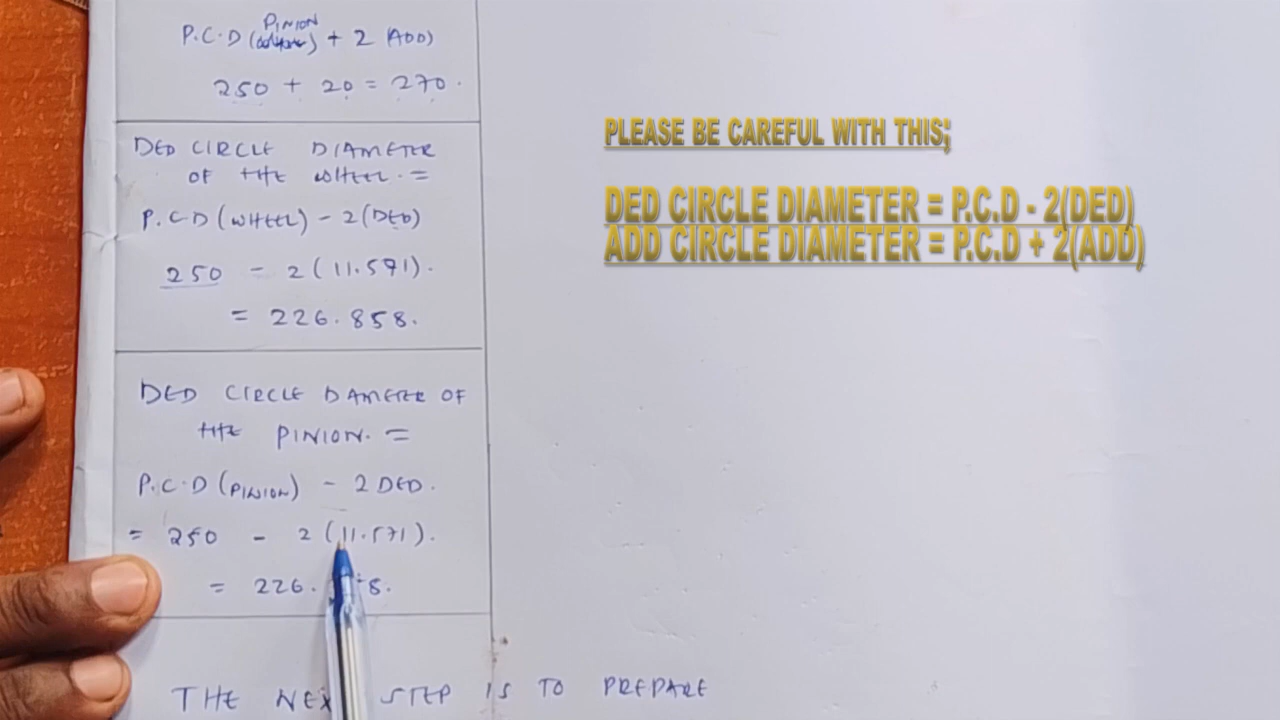 PINION
P.C.D ( ) + 2 (ADD)
250 + 20 = 270.
DED CIRCLE DIAMETER
OF THE WHEEL. =
P.C.D (WHEEL) - 2(DED)
250 - 2(11.571).
= 226.858.
DED CIRCLE DAMETER OF
THE PINION. =
P.C.D (PINION) - 2 DED.
= 250 - 2(11.571).
= 226. 8.
THE NEX STEP IS TO PREPARE
PLEASE BE CAREFUL WITH THIS;
DED CIRCLE DIAMETER = P.C.D - 2(DED)
ADD CIRCLE DIAMETER = P.C.D + 2(ADD)